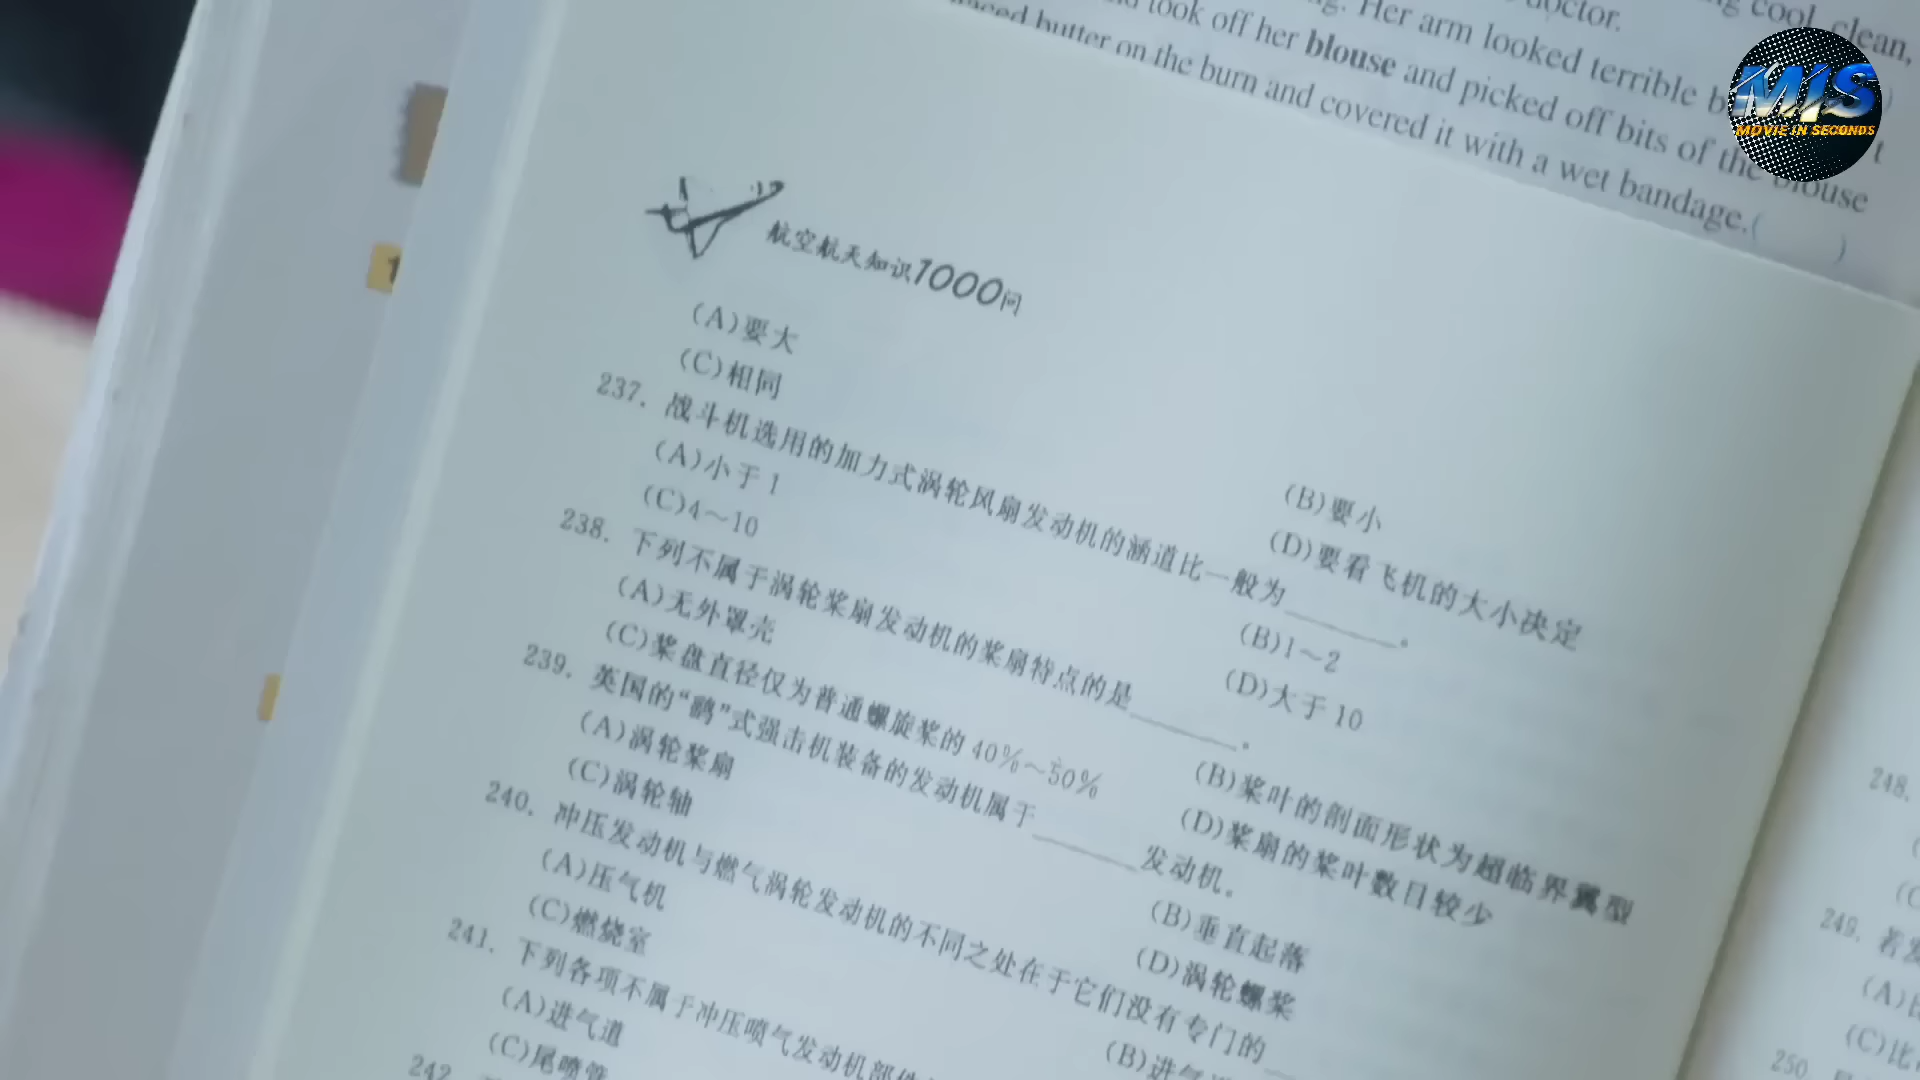 cool, clean,
doctor.
Her arm looked terrible
took off her blouse and picked off bits of the blouse
butter on the burn and covered it with a wet bandage.( )
MIS
MOVIE IN SECONDS
航空航天知识1000问
(A)要大
(B)要小
(C)相同
(D)要看飞机的大小决定
237. 战斗机选用的加力式涡轮风扇发动机的涵道比一般为______。
(A)小于1
(B)1～2
(C)4～10
(D)大于10
238. 下列不属于涡轮桨扇发动机的桨扇特点的是______。
(A)无外罩壳
(B)桨叶的剖面形状为超临界翼型
(C)桨盘直径仅为普通螺旋桨的40%～50%
(D)桨扇的桨叶数目较少
239. 英国的“鹞”式强击机装备的发动机属于______发动机。
(A)涡轮桨扇
(B)垂直起落
(C)涡轮轴
(D)涡轮螺桨
240. 冲压发动机与燃气涡轮发动机的不同之处在于它们没有专门的
(A)压气机
(B)进气
(C)燃烧室
241. 下列各项不属于冲压喷气发动机部件
(A)进气道
(C)尾喷管
242.
248.
249. 若发
(A)比
(C)比
250.